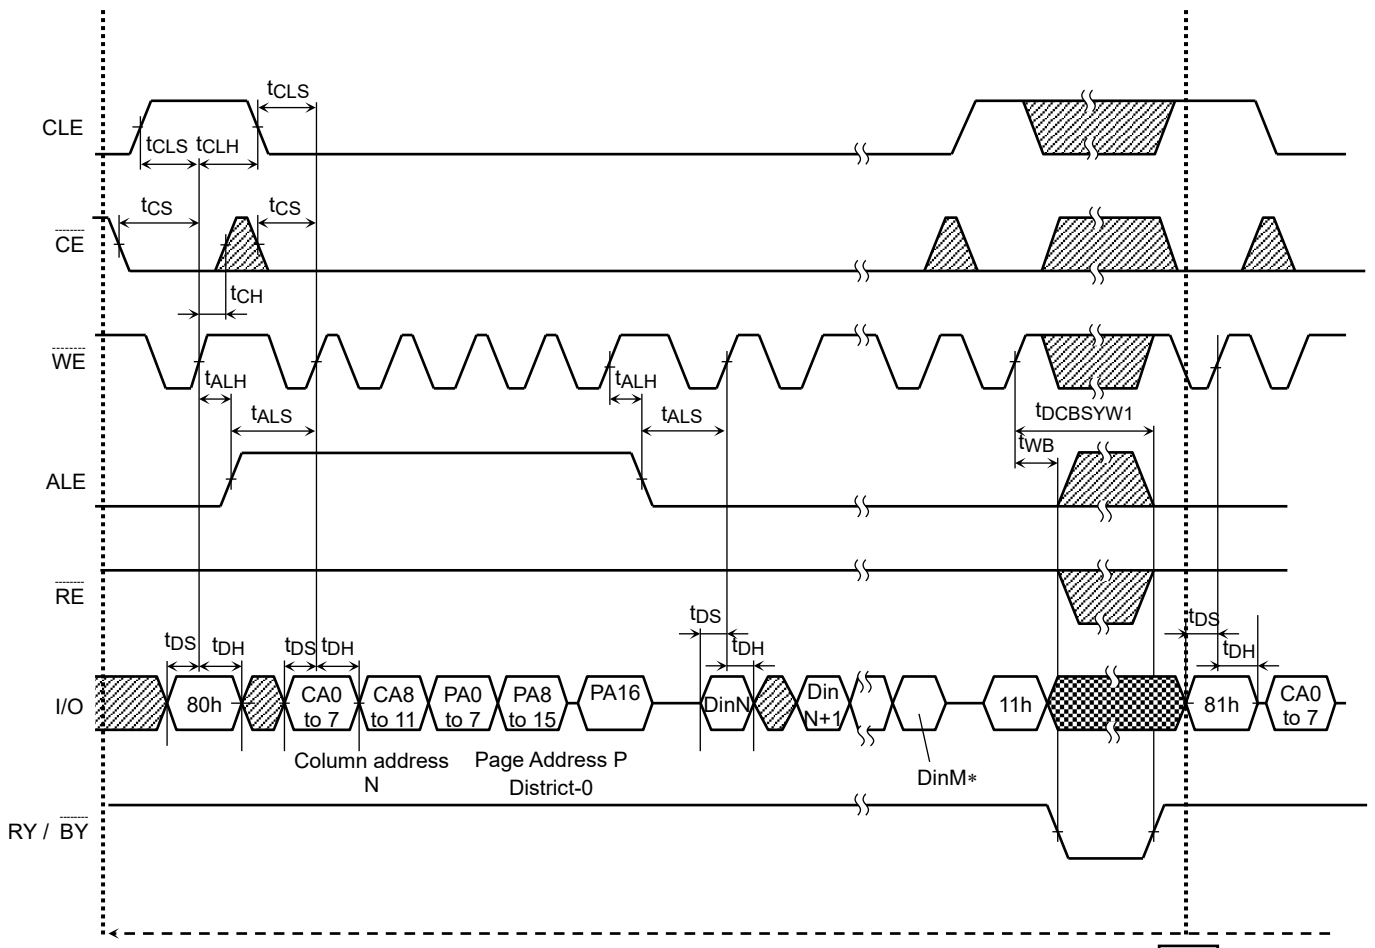 tCLS
CLE
tCLS tCLH
tCS tCS
CE
tCH
WE
tALH tALH
tALS tALS tDCBSYW1
tWB
ALE
RE
tDS tDH tDS tDH tDS tDH tDS tDH
I/O
80h
CA0 to 7
CA8 to 11
PA0 to 7
PA8 to 15
PA16
DinN
Din N+1
11h
81h
CA0 to 7
Column address
N
Page Address P
District-0
DinM*
RY / BY